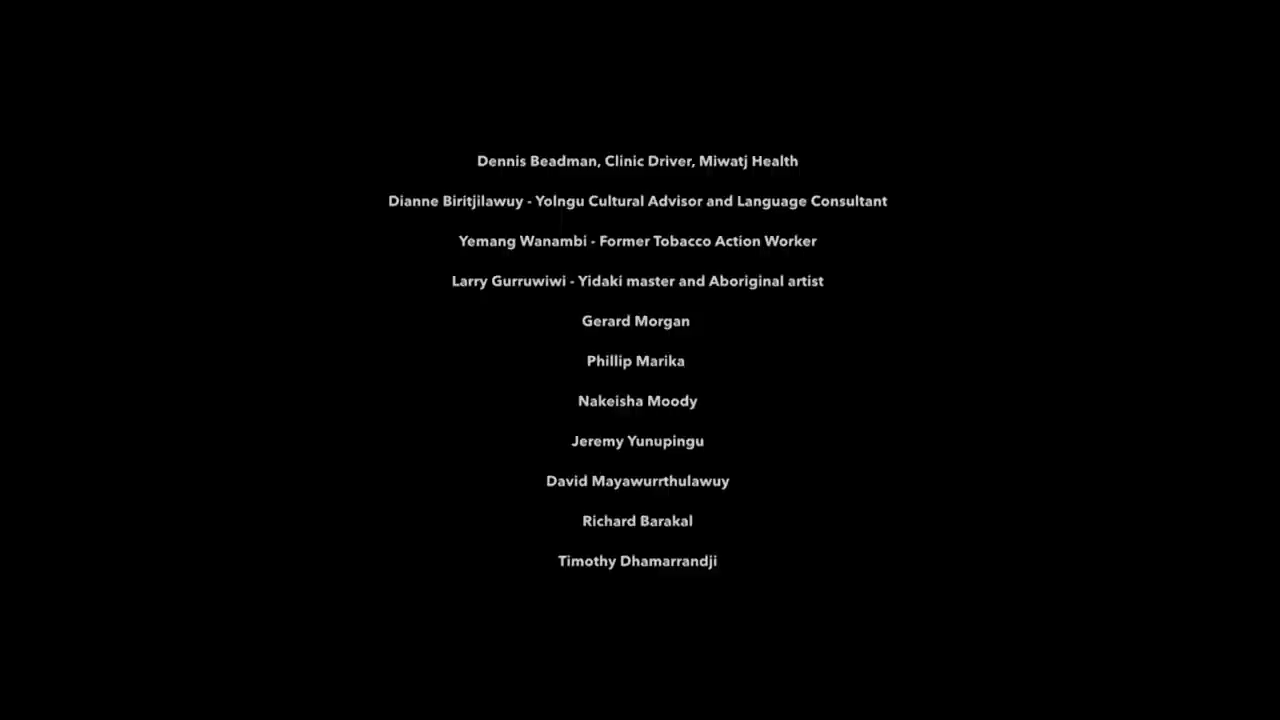 Dennis Beadman, Clinic Driver, Miwatj Health
Dianne Biritjilawuy - Yolngu Cultural Advisor and Language Consultant
Yemang Wanambi - Former Tobacco Action Worker
Larry Gurruwiwi - Yidaki master and Aboriginal artist
Gerard Morgan
Phillip Marika
Nakeisha Moody
Jeremy Yunupingu
David Mayawurrthulawuy
Richard Barakal
Timothy Dhamarrandji